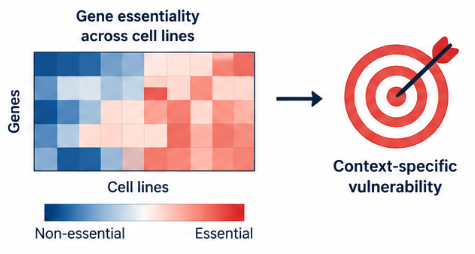 Gene essentiality
across cell lines
Genes
Cell lines
Non-essential
Essential
Context-specific
vulnerability